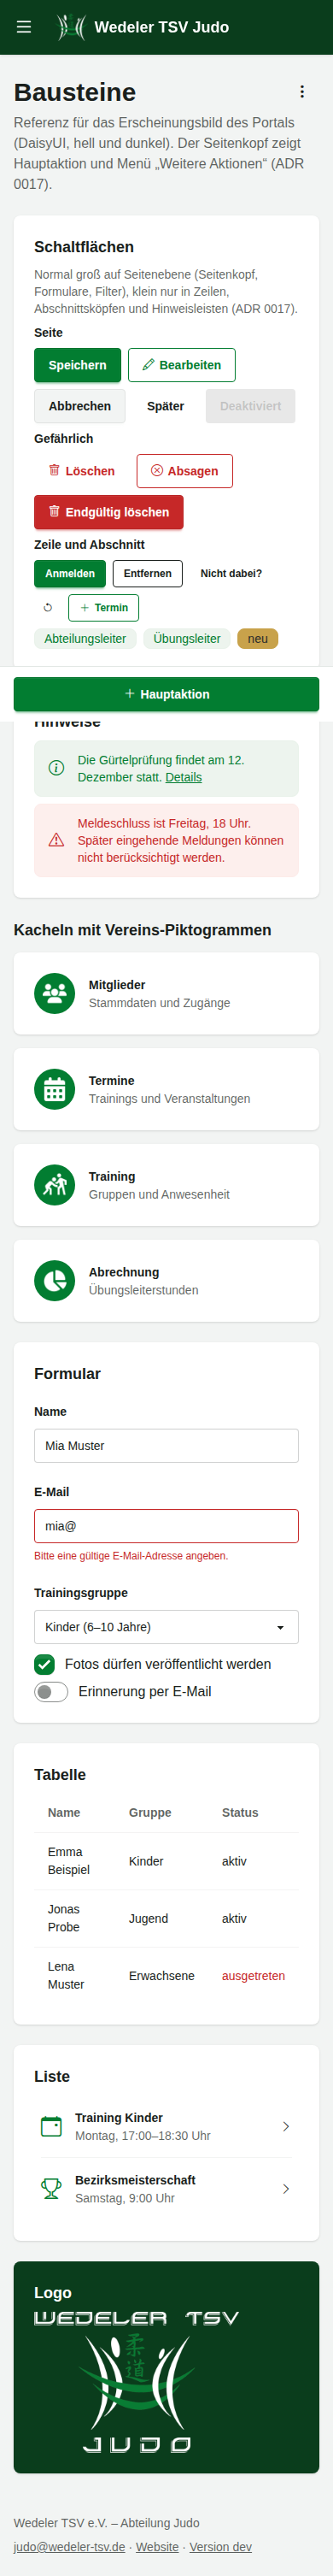 Wedeler TSV Judo
Bausteine
Referenz für das Erscheinungsbild des Portals
(DaisyUI, hell und dunkel). Der Seitenkopf zeigt
Hauptaktion und Menü „Weitere Aktionen“ (ADR
0017).
Schaltflächen
Normal groß auf Seitenebene (Seitenkopf,
Formulare, Filter), klein nur in Zeilen,
Abschnittsköpfen und Hinweisleisten (ADR 0017).
Seite
Speichern Bearbeiten
Abbrechen Später Deaktiviert
Gefährlich
Löschen Absagen
Endgültig löschen
Zeile und Abschnitt
Anmelden Entfernen Nicht dabei?
Termin
Abteilungsleiter Übungsleiter neu
Hauptaktion
Hinweise
Die Gürtelprüfung findet am 12.
Dezember statt. Details
Meldeschluss ist Freitag, 18 Uhr.
Später eingehende Meldungen können
nicht berücksichtigt werden.
Kacheln mit Vereins-Piktogrammen
Mitglieder
Stammdaten und Zugänge
Termine
Trainings und Veranstaltungen
Training
Gruppen und Anwesenheit
Abrechnung
Übungsleiterstunden
Formular
Name
Mia Muster
E-Mail
mia@
Bitte eine gültige E-Mail-Adresse angeben.
Trainingsgruppe
Kinder (6–10 Jahre)
Fotos dürfen veröffentlicht werden
Erinnerung per E-Mail
Tabelle
Name Gruppe Status
Emma
Beispiel
Kinder aktiv
Jonas
Probe
Jugend aktiv
Lena
Muster
Erwachsene ausgetreten
Liste
Training Kinder
Montag, 17:00–18:30 Uhr
Bezirksmeisterschaft
Samstag, 9:00 Uhr
Logo
WEDELER TSV
柔
道
JUDO
Wedeler TSV e.V. – Abteilung Judo
judo@wedeler-tsv.de · Website · Version dev